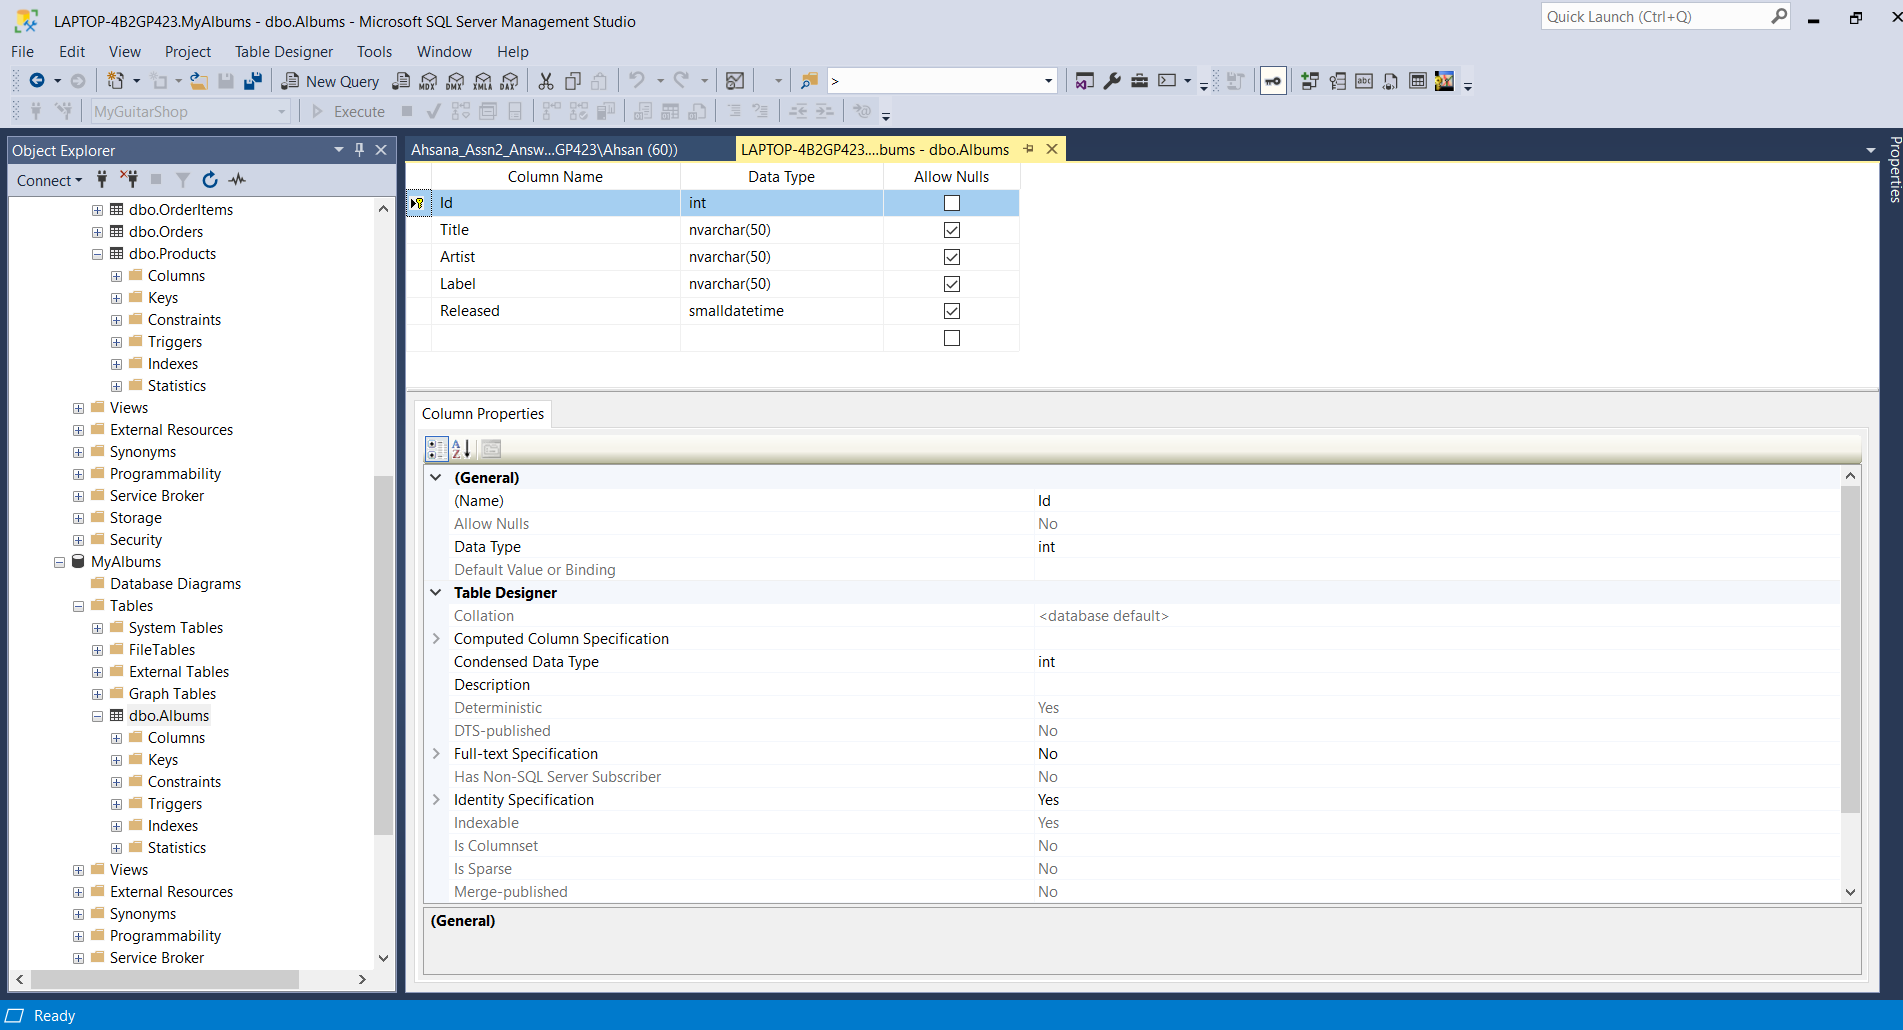 LAPTOP-4B2GP423.MyAlbums - dbo.Albums - Microsoft SQL Server Management Studio
Quick Launch (Ctrl+Q)
File Edit View Project Table Designer Tools Window Help
New Query MDX DMX XMLA DAX >
MyGuitarShop Execute
Object Explorer
Connect
dbo.OrderItems
dbo.Orders
dbo.Products
Columns
Keys
Constraints
Triggers
Indexes
Statistics
Views
External Resources
Synonyms
Programmability
Service Broker
Storage
Security
MyAlbums
Database Diagrams
Tables
System Tables
FileTables
External Tables
Graph Tables
dbo.Albums
Columns
Keys
Constraints
Triggers
Indexes
Statistics
Views
External Resources
Synonyms
Programmability
Service Broker
Ahsana_Assn2_Answ...GP423\Ahsan (60))
LAPTOP-4B2GP423....bums - dbo.Albums
Column Name Data Type Allow Nulls
Id int
Title nvarchar(50)
Artist nvarchar(50)
Label nvarchar(50)
Released smalldatetime
Column Properties
(General)
(Name) Id
Allow Nulls No
Data Type int
Default Value or Binding
Table Designer
Collation <database default>
Computed Column Specification
Condensed Data Type int
Description
Deterministic Yes
DTS-published No
Full-text Specification No
Has Non-SQL Server Subscriber No
Identity Specification Yes
Indexable Yes
Is Columnset No
Is Sparse No
Merge-published No
(General)
Properties
Ready